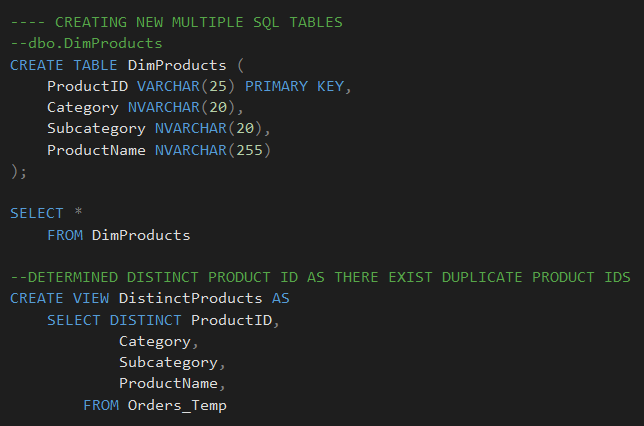 ---- CREATING NEW MULTIPLE SQL TABLES
--dbo.DimProducts
CREATE TABLE DimProducts (
    ProductID VARCHAR(25) PRIMARY KEY,
    Category NVARCHAR(20),
    Subcategory NVARCHAR(20),
    ProductName NVARCHAR(255)
);

SELECT *
    FROM DimProducts

--DETERMINED DISTINCT PRODUCT ID AS THERE EXIST DUPLICATE PRODUCT IDS
CREATE VIEW DistinctProducts AS
    SELECT DISTINCT ProductID,
            Category,
            Subcategory,
            ProductName,
        FROM Orders_Temp